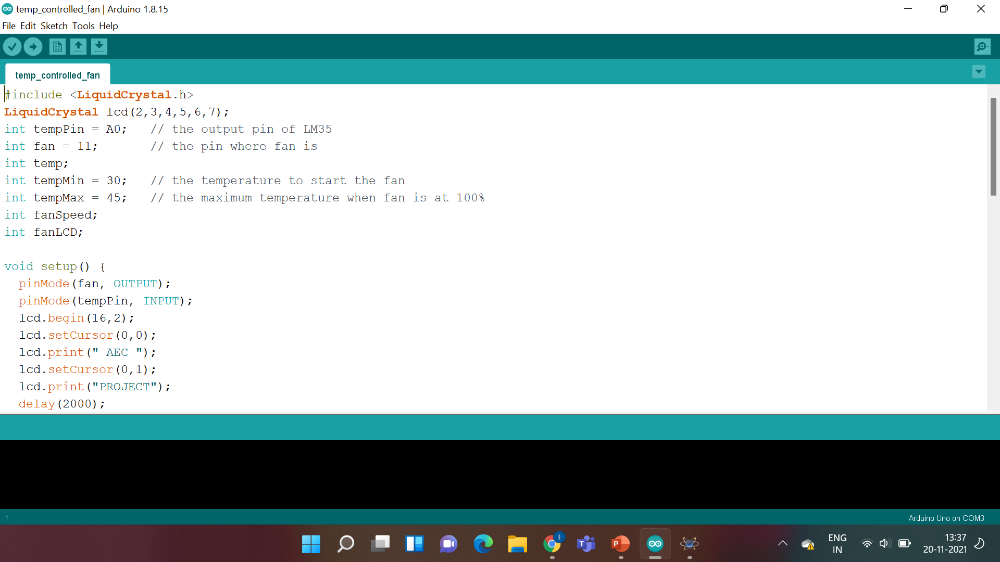 temp_controlled_fan | Arduino 1.8.15
File Edit Sketch Tools Help
temp_controlled_fan
#include <LiquidCrystal.h>
LiquidCrystal lcd(2,3,4,5,6,7);
int tempPin = A0;   // the output pin of LM35
int fan = 11;       // the pin where fan is
int temp;
int tempMin = 30;   // the temperature to start the fan
int tempMax = 45;   // the maximum temperature when fan is at 100%
int fanSpeed;
int fanLCD;
void setup() {
  pinMode(fan, OUTPUT);
  pinMode(tempPin, INPUT);
  lcd.begin(16,2);
  lcd.setCursor(0,0);
  lcd.print(" AEC ");
  lcd.setCursor(0,1);
  lcd.print("PROJECT");
  delay(2000);
1
Arduino Uno on COM3
I
T
P
ENG
IN
13:37
20-11-2021